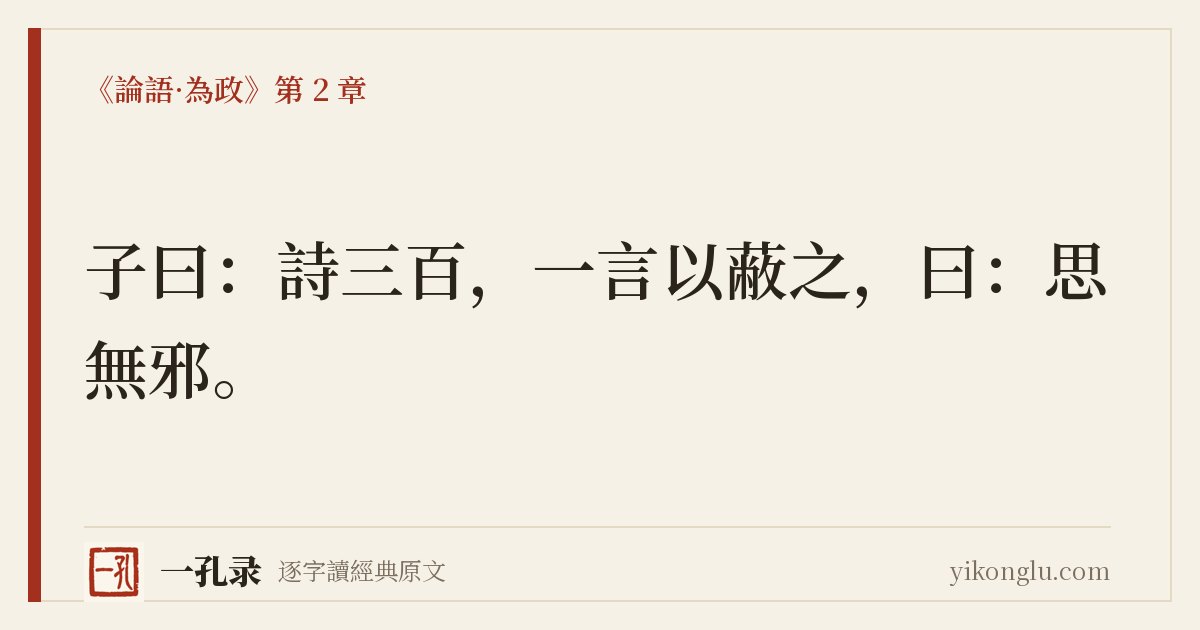 《論語·為政》第 2 章
子曰：詩三百，一言以蔽之，曰：思
無邪。
一孔
一孔录 逐字讀經典原文
yikonglu.com